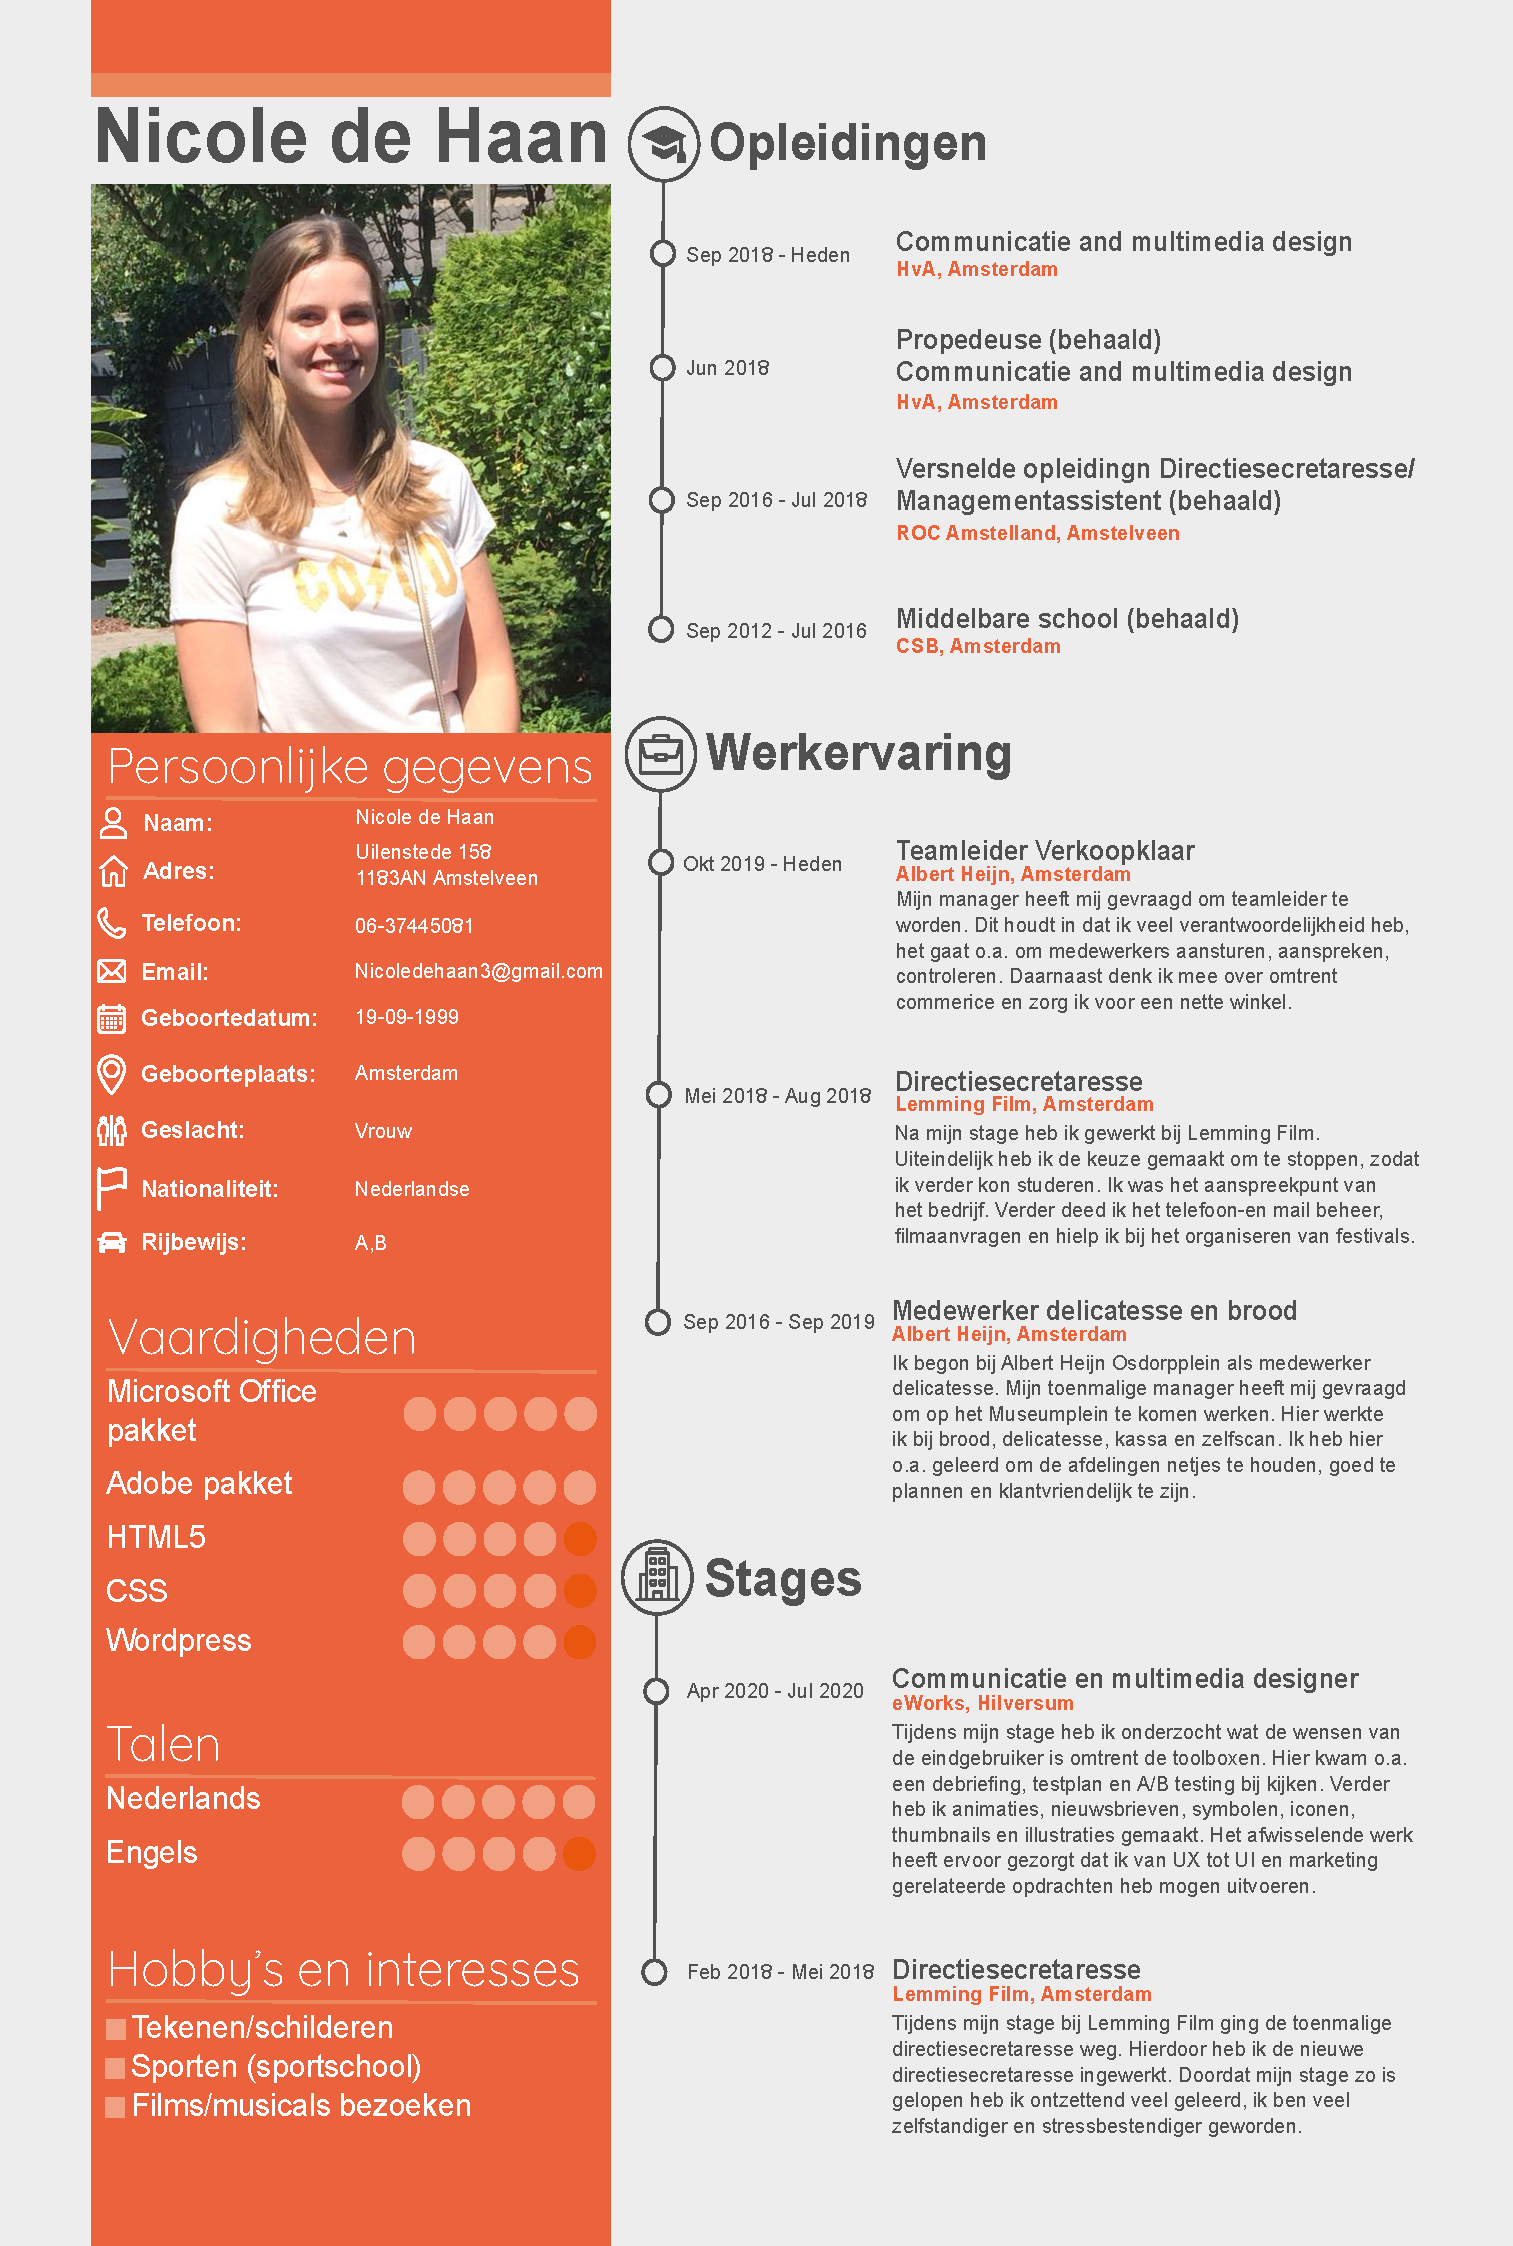 Nicole de Haan
Persoonlijke gegevens
Naam: Nicole de Haan
Adres: Uilenstede 158
1183AN Amstelveen
Telefoon: 06-37445081
Email: Nicoledehaan3@gmail.com
Geboortedatum: 19-09-1999
Geboorteplaats: Amsterdam
Geslacht: Vrouw
Nationaliteit: Nederlandse
Rijbewijs: A,B
Vaardigheden
Microsoft Office
pakket
Adobe pakket
HTML5
CSS
Wordpress
Talen
Nederlands
Engels
Hobby's en interesses
Tekenen/schilderen
Sporten (sportschool)
Films/musicals bezoeken
Opleidingen
Sep 2018 - Heden
Communicatie and multimedia design
HvA, Amsterdam
Jun 2018
Propedeuse (behaald)
Communicatie and multimedia design
HvA, Amsterdam
Sep 2016 - Jul 2018
Versnelde opleidingn Directiesecretaresse/
Managementassistent (behaald)
ROC Amstelland, Amstelveen
Sep 2012 - Jul 2016
Middelbare school (behaald)
CSB, Amsterdam
Werkervaring
Okt 2019 - Heden
Teamleider Verkoopklaar
Albert Heijn, Amsterdam
Mijn manager heeft mij gevraagd om teamleider te
worden. Dit houdt in dat ik veel verantwoordelijkheid heb,
het gaat o.a. om medewerkers aansturen, aanspreken,
controleren. Daarnaast denk ik mee over omtrent
commerice en zorg ik voor een nette winkel.
Mei 2018 - Aug 2018
Directiesecretaresse
Lemming Film, Amsterdam
Na mijn stage heb ik gewerkt bij Lemming Film.
Uiteindelijk heb ik de keuze gemaakt om te stoppen, zodat
ik verder kon studeren. Ik was het aanspreekpunt van
het bedrijf. Verder deed ik het telefoon-en mail beheer,
filmaanvragen en hielp ik bij het organiseren van festivals.
Sep 2016 - Sep 2019
Medewerker delicatesse en brood
Albert Heijn, Amsterdam
Ik begon bij Albert Heijn Osdorpplein als medewerker
delicatesse. Mijn toenmalige manager heeft mij gevraagd
om op het Museumplein te komen werken. Hier werkte
ik bij brood, delicatesse, kassa en zelfscan. Ik heb hier
o.a. geleerd om de afdelingen netjes te houden, goed te
plannen en klantvriendelijk te zijn.
Stages
Apr 2020 - Jul 2020
Communicatie en multimedia designer
eWorks, Hilversum
Tijdens mijn stage heb ik onderzocht wat de wensen van
de eindgebruiker is omtrent de toolboxen. Hier kwam o.a.
een debriefing, testplan en A/B testing bij kijken. Verder
heb ik animaties, nieuwsbrieven, symbolen, iconen,
thumbnails en illustraties gemaakt. Het afwisselende werk
heeft ervoor gezorgt dat ik van UX tot UI en marketing
gerelateerde opdrachten heb mogen uitvoeren.
Feb 2018 - Mei 2018
Directiesecretaresse
Lemming Film, Amsterdam
Tijdens mijn stage bij Lemming Film ging de toenmalige
directiesecretaresse weg. Hierdoor heb ik de nieuwe
directiesecretaresse ingewerkt. Doordat mijn stage zo is
gelopen heb ik ontzettend veel geleerd, ik ben veel
zelfstandiger en stressbestendiger geworden.